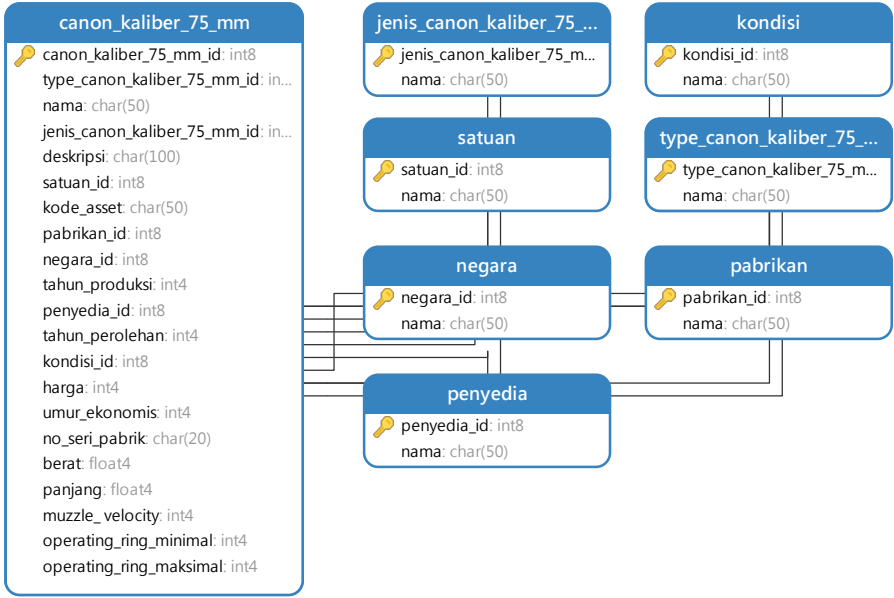 canon_kaliber_75_mm
canon_kaliber_75_mm_id: int8
type_canon_kaliber_75_mm_id: in...
nama: char(50)
jenis_canon_kaliber_75_mm_id: in...
deskripsi: char(100)
satuan_id: int8
kode_asset: char(50)
pabrikan_id: int8
negara_id: int8
tahun_produksi: int4
penyedia_id: int8
tahun_perolehan: int4
kondisi_id: int8
harga: int4
umur_ekonomis: int4
no_seri_pabrik: char(20)
berat: float4
panjang: float4
muzzle_ velocity: int4
operating_ring_minimal: int4
operating_ring_maksimal: int4
jenis_canon_kaliber_75_...
jenis_canon_kaliber_75_m...
nama: char(50)
kondisi
kondisi_id: int8
nama: char(50)
satuan
satuan_id: int8
nama: char(50)
type_canon_kaliber_75_...
type_canon_kaliber_75_m...
nama: char(50)
negara
negara_id: int8
nama: char(50)
pabrikan
pabrikan_id: int8
nama: char(50)
penyedia
penyedia_id: int8
nama: char(50)